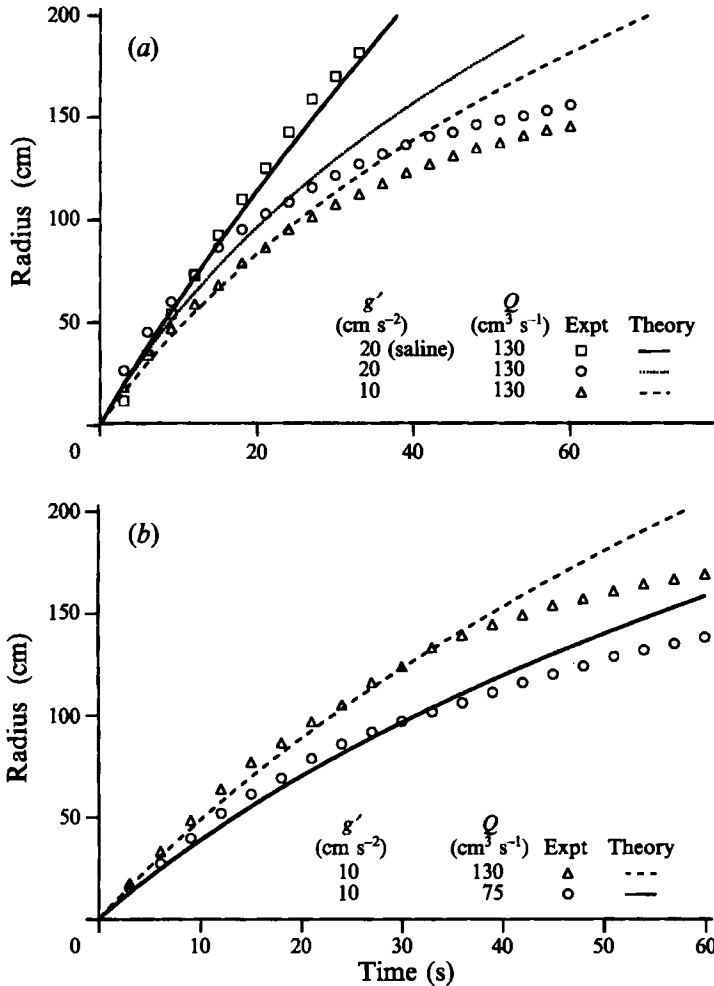 200
(a)
150
Radius (cm)
100
g′ Q
(cm s⁻²) (cm³ s⁻¹) Expt Theory
50
20 (saline) 130
20 130
10 130
0 20 40 60
200
(b)
150
Radius (cm)
100
g′ Q
(cm s⁻²) (cm³ s⁻¹) Expt Theory
50
10 130
10 75
0 10 20 30 40 50 60
Time (s)